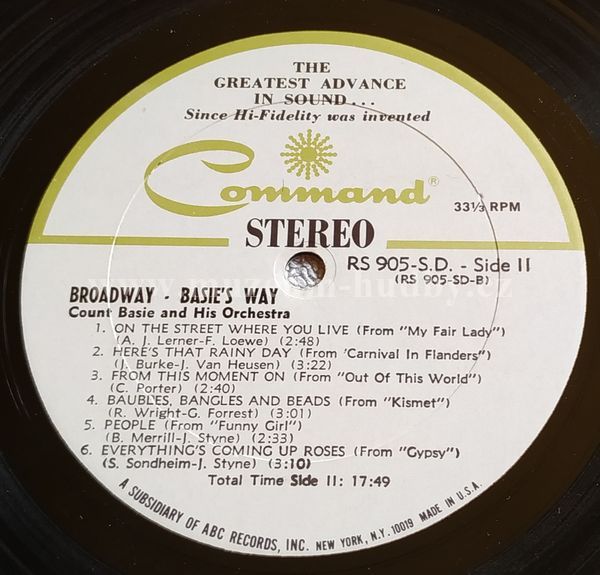 THE
GREATEST ADVANCE
IN SOUND...
Since Hi-Fidelity was invented
Command®
33⅓ RPM
STEREO
RS 905-S.D. - Side II
(RS 905-SD-B)
BROADWAY - BASIE'S WAY
Count Basie and His Orchestra
1. ON THE STREET WHERE YOU LIVE (From "My Fair Lady")
(A. J. Lerner-F. Loewe) (2:48)
2. HERE'S THAT RAINY DAY (From 'Carnival In Flanders")
(J. Burke-J. Van Heusen) (3:22)
3. FROM THIS MOMENT ON (From "Out Of This World")
(C. Porter) (2:40)
4. BAUBLES, BANGLES AND BEADS (From "Kismet")
(R. Wright-G. Forrest) (3:01)
5. PEOPLE (From "Funny Girl")
(B. Merrill-J. Styne) (2:33)
6. EVERYTHING'S COMING UP ROSES (From "Gypsy")
(S. Sondheim-J. Styne) (3:10)
Total Time Side II: 17:49
A SUBSIDIARY OF ABC RECORDS, INC. NEW YORK, N.Y. 10019 MADE IN U.S.A.